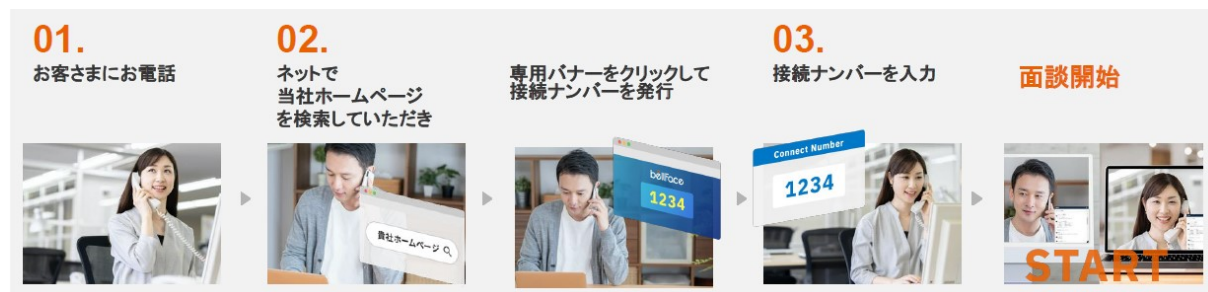 01.
お客さまにお電話
02.
ネットで
当社ホームページ
を検索していただき
貴社ホームページ
専用バナーをクリックして
接続ナンバーを発行
bellFace
1234
03.
接続ナンバーを入力
Connect Number
1234
面談開始
START